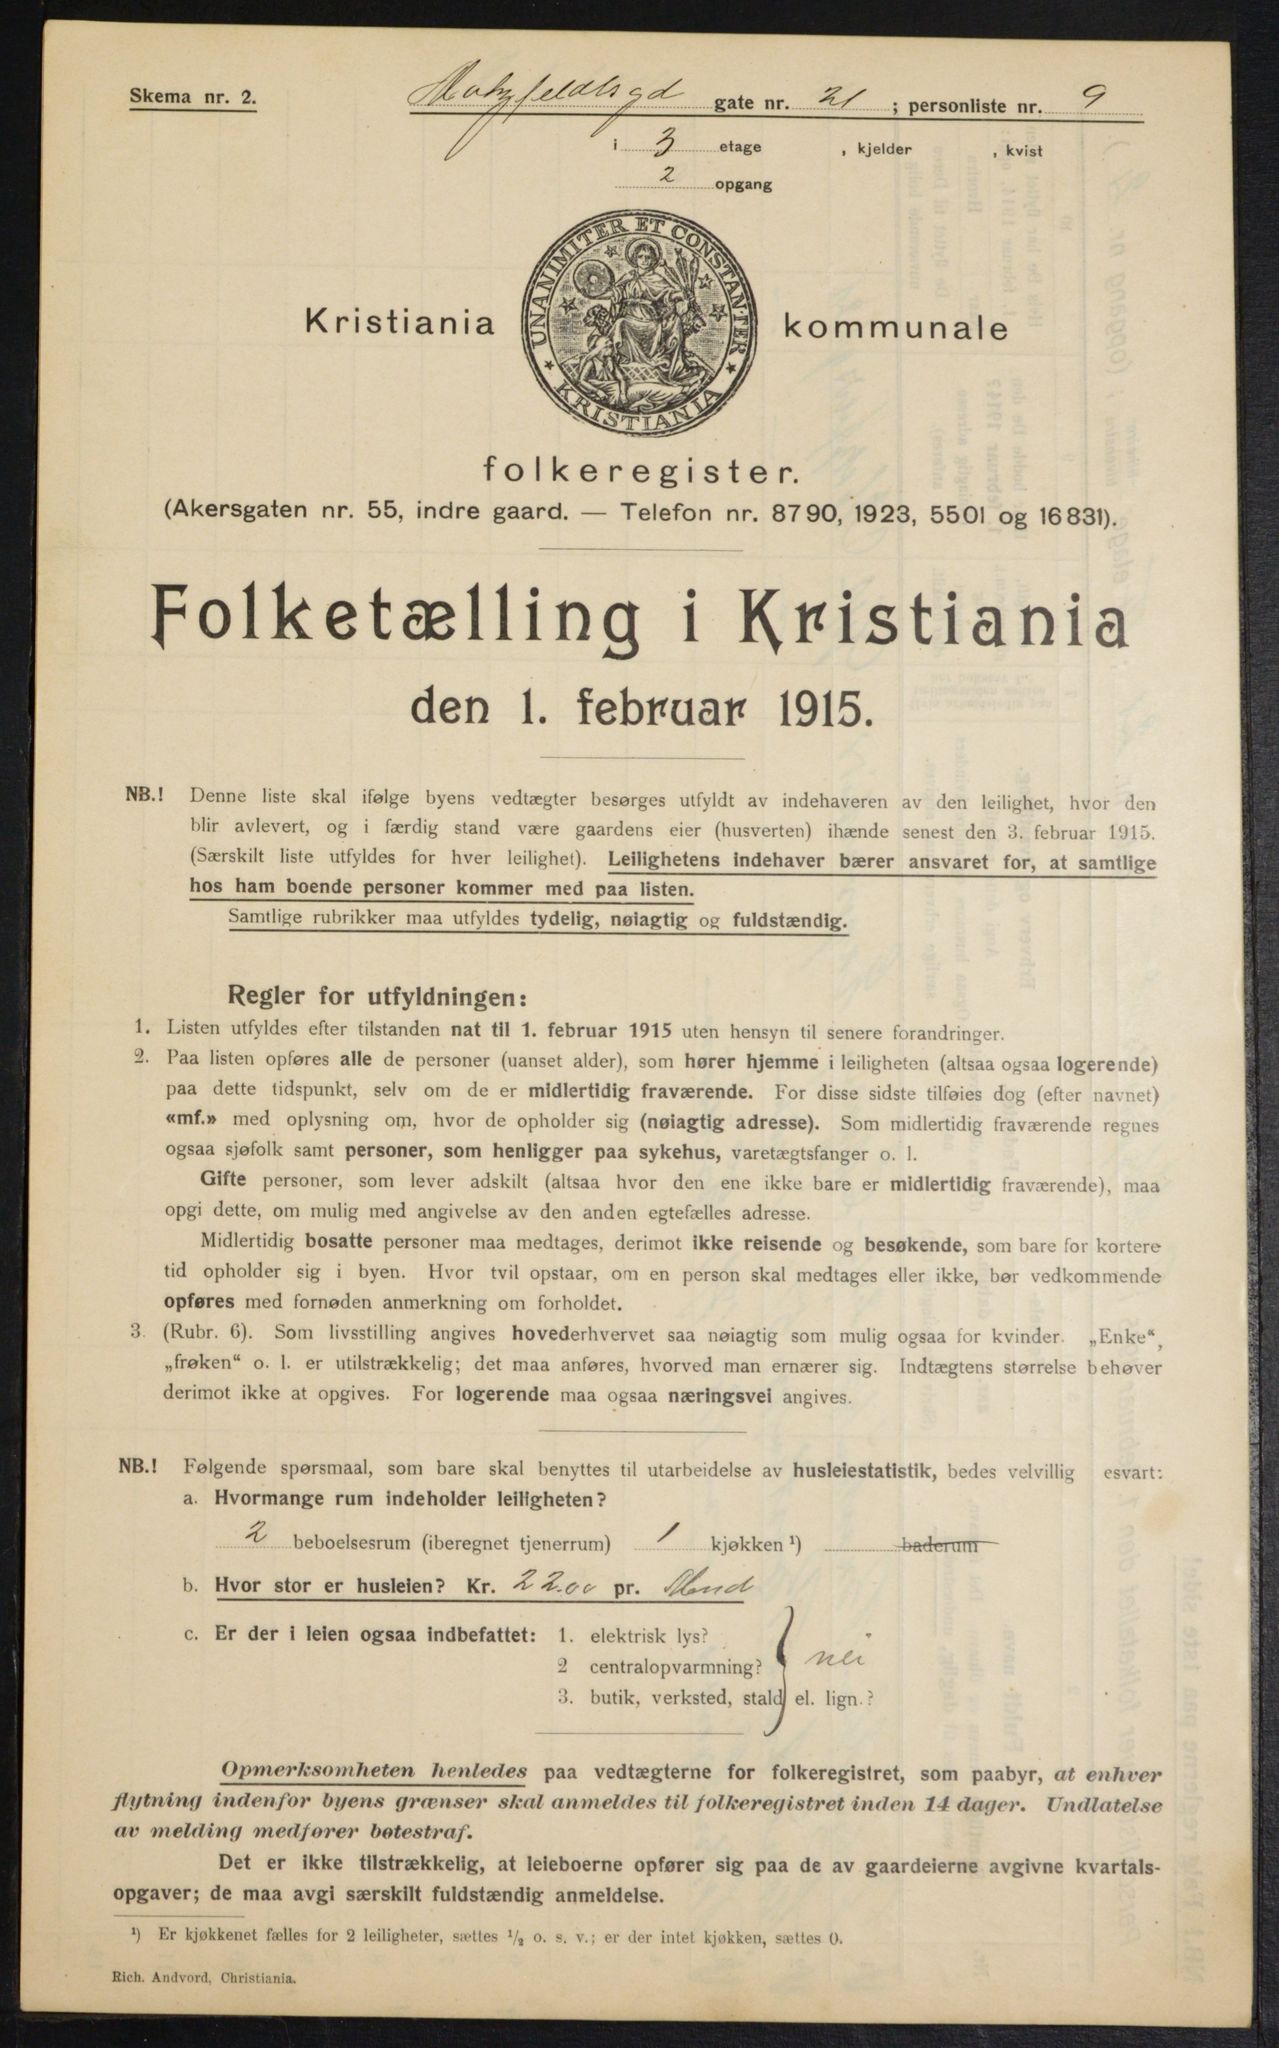 Skema nr. 2.
Motzfeldtsgd gate nr. 21 ; personliste nr. 9
i 3 etage , kjelder , kvist
2 opgang
UNANIMITER ET CONSTANTER
KRISTIANIA
Kristiania kommunale
folkeregister.
(Akersgaten nr. 55, indre gaard. — Telefon nr. 8790, 1923, 5501 og 16831).
Folketælling i Kristiania
den 1. februar 1915.
NB.! Denne liste skal ifølge byens vedtægter besørges utfyldt av indehaveren av den leilighet, hvor den
blir avlevert, og i færdig stand være gaardens eier (husverten) ihænde senest den 3. februar 1915.
(Særskilt liste utfyldes for hver leilighet). Leilighetens indehaver bærer ansvaret for, at samtlige
hos ham boende personer kommer med paa listen.
Samtlige rubrikker maa utfyldes tydelig, nøiagtig og fuldstændig.
Regler for utfyldningen:
1. Listen utfyldes efter tilstanden nat til 1. februar 1915 uten hensyn til senere forandringer.
2. Paa listen opføres alle de personer (uanset alder), som hører hjemme i leiligheten (altsaa ogsaa logerende)
paa dette tidspunkt, selv om de er midlertidig fraværende. For disse sidste tilføies dog (efter navnet)
«mf.» med oplysning om, hvor de opholder sig (nøiagtig adresse). Som midlertidig fraværende regnes
ogsaa sjøfolk samt personer, som henligger paa sykehus, varetægtsfanger o. l.
Gifte personer, som lever adskilt (altsaa hvor den ene ikke bare er midlertidig fraværende), maa
opgi dette, om mulig med angivelse av den anden egtefælles adresse.
Midlertidig bosatte personer maa medtages, derimot ikke reisende og besøkende, som bare for kortere
tid opholder sig i byen. Hvor tvil opstaar, om en person skal medtages eller ikke, bør vedkommende
opføres med fornøden anmerkning om forholdet.
3. (Rubr. 6). Som livsstilling angives hovederhvervet saa nøiagtig som mulig ogsaa for kvinder. „Enke“,
„frøken“ o. l. er utilstrækkelig; det maa anføres, hvorved man ernærer sig. Indtægtens størrelse behøver
derimot ikke at opgives. For logerende maa ogsaa næringsvei angives.
NB.! Følgende spørsmaal, som bare skal benyttes til utarbeidelse av husleiestatistik, bedes velvillig esvart:
a. Hvormange rum indeholder leiligheten?
2 beboelsesrum (iberegnet tjenerrum) 1 kjøkken ¹) baderum
b. Hvor stor er husleien? Kr. 22.00 pr. Mnd
c. Er der i leien ogsaa indbefattet: 1. elektrisk lys?
2 centralopvarmning? nei
3. butik, verksted, stald el. lign.?
Opmerksomheten henledes paa vedtægterne for folkeregistret, som paabyr, at enhver
flytning indenfor byens grænser skal anmeldes til folkeregistret inden 14 dager. Undlatelse
av melding medfører bøtestraf.
Det er ikke tilstrækkelig, at leieboerne opfører sig paa de av gaardeierne avgivne kvartals-
opgaver; de maa avgi særskilt fuldstændig anmeldelse.
¹) Er kjøkkenet fælles for 2 leiligheter, sættes ½ o. s. v.; er der intet kjøkken, sættes 0.
Rich. Andvord, Christiania.